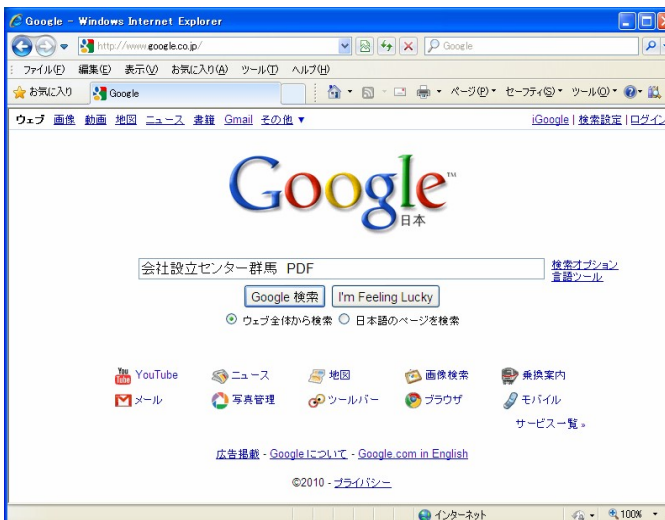 Google - Windows Internet Explorer
http://www.google.co.jp/ Google
ファイル(F) 編集(E) 表示(V) お気に入り(A) ツール(T) ヘルプ(H)
お気に入り Google ページ(P) セーフティ(S) ツール(O)
ウェブ 画像 動画 地図 ニュース 書籍 Gmail その他 ▼ iGoogle | 検索設定 | ログイン
Google™
日本
会社設立センター群馬 PDF 検索オプション
言語ツール
Google 検索 I'm Feeling Lucky
ウェブ全体から検索 日本語のページを検索
YouTube ニュース 地図 画像検索 乗換案内
メール 写真管理 ツールバー ブラウザ モバイル
サービス一覧 »
広告掲載 - Google について - Google.com in English
©2010 - プライバシー
インターネット 100%